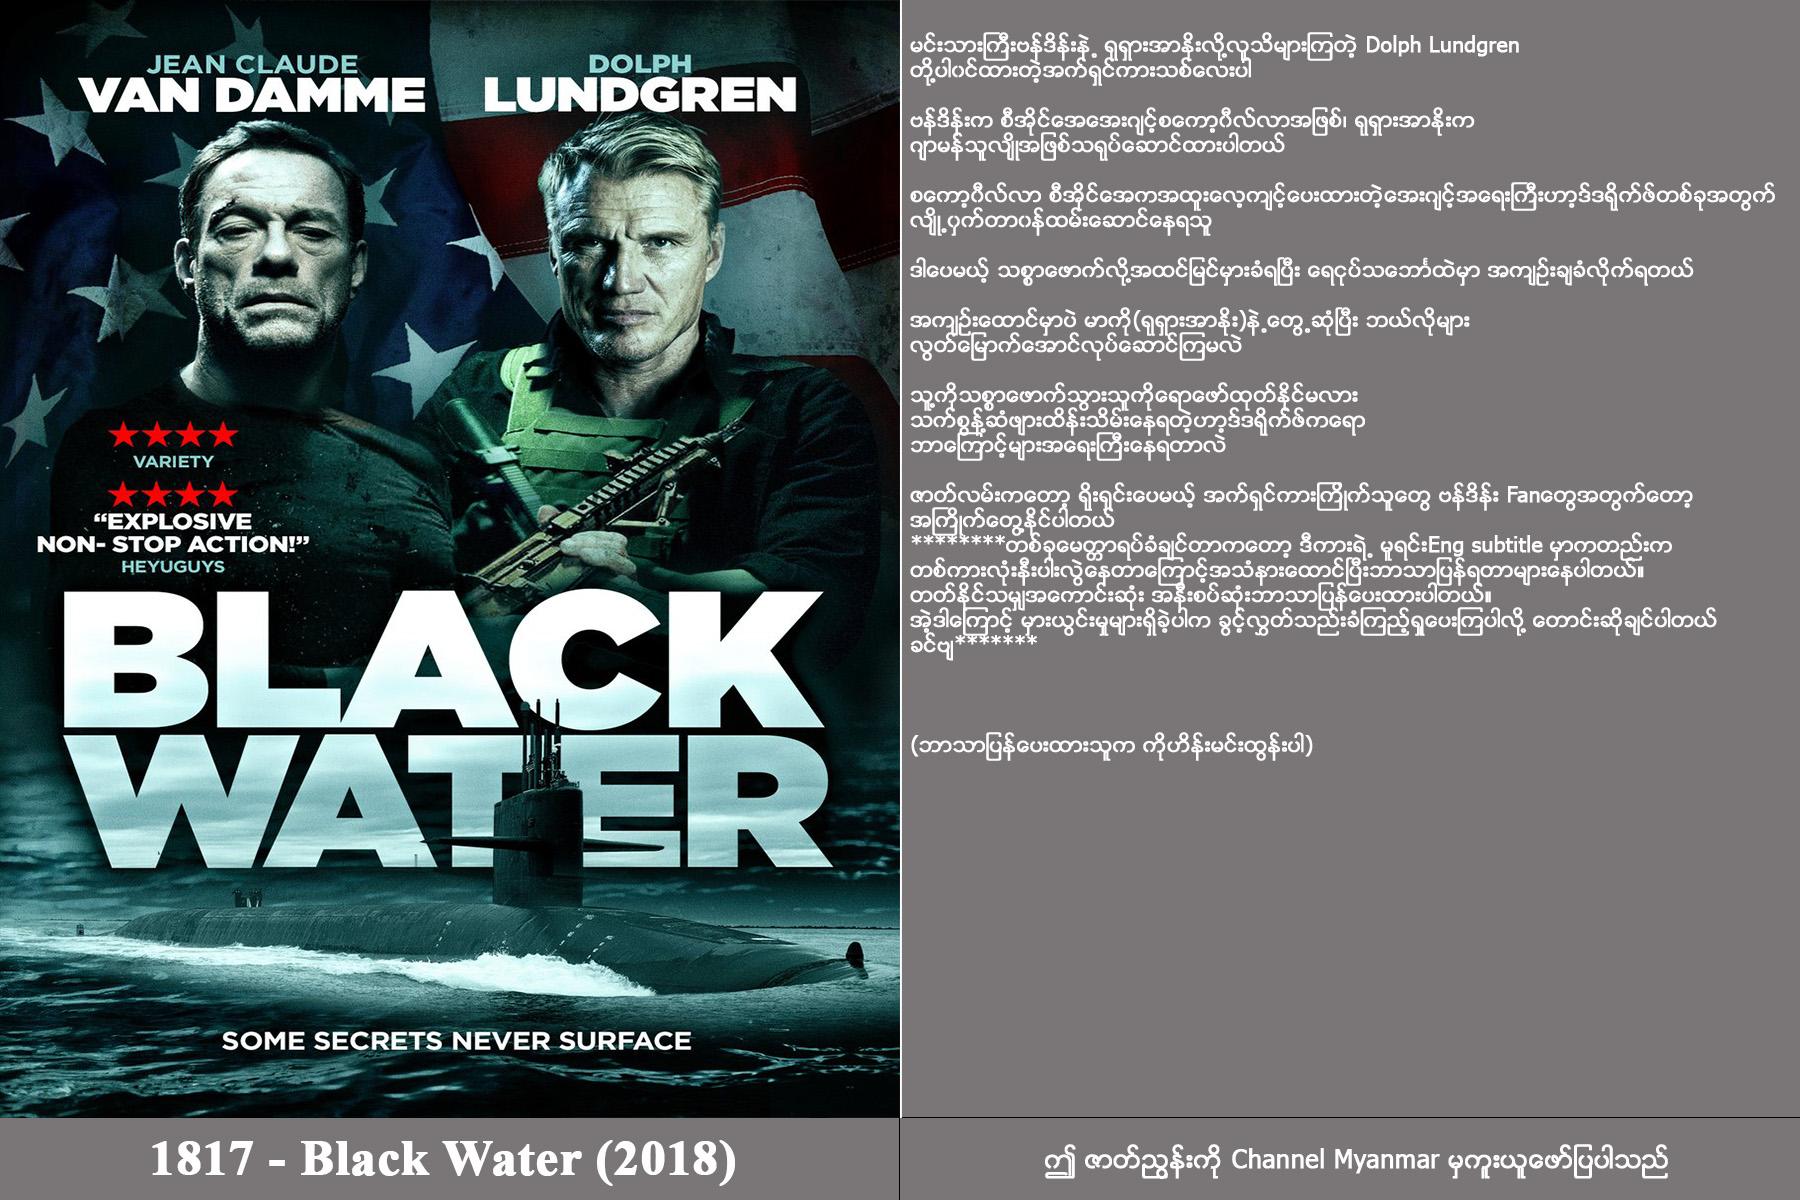 JEAN CLAUDE
VAN DAMME
DOLPH
LUNDGREN
★★★★
VARIETY
★★★★
“EXPLOSIVE
NON- STOP ACTION!”
HEYUGUYS
BLACK
WATER
SOME SECRETS NEVER SURFACE
1817 - Black Water (2018)
မင်းသားကြီးဗန်ဒိန်းနဲ့ ရုရှားအာနိုးလို့လူသိများကြတဲ့ Dolph Lundgren
တို့ပါဝင်ထားတဲ့အက်ရှင်ကားသစ်လေးပါ
ဗန်ဒိန်းက စီအိုင်အေအေးဂျင့်စကော့ဝီလ်လာအဖြစ်၊ ရုရှားအာနိုးက
ဂျာမန်သူလျှိုအဖြစ်သရုပ်ဆောင်ထားပါတယ်
စကော့ဝီလ်လာ စီအိုင်အေကအထူးလေ့ကျင့်ပေးထားတဲ့အေးဂျင့်အရေးကြီးဟာ့ဒ်ဒရိုက်ဖ်တစ်ခုအတွက်
လျှို့ဝှက်တာဝန်ထမ်းဆောင်နေရသူ
ဒါပေမယ့် သစ္စာဖောက်လို့အထင်မြင်မှားခံရပြီး ရေငုပ်သင်္ဘောထဲမှာ အကျဉ်းချခံလိုက်ရတယ်
အကျဉ်းထောင်မှာပဲ မာကို(ရုရှားအာနိုး)နဲ့တွေ့ဆုံပြီး ဘယ်လိုများ
လွတ်မြောက်အောင်လုပ်ဆောင်ကြမလဲ
သူ့ကိုသစ္စာဖောက်သွားသူကိုရောဖော်ထုတ်နိုင်မလား
သက်စွန့်ဆံဖျားထိန်းသိမ်းနေရတဲ့ဟာ့ဒ်ဒရိုက်ဖ်ကရော
ဘာကြောင့်များအရေးကြီးနေရတာလဲ
ဇာတ်လမ်းကတော့ ရိုးရှင်းပေမယ့် အက်ရှင်ကားကြိုက်သူတွေ ဗန်ဒိန်း Fanတွေအတွက်တော့
အကြိုက်တွေ့နိုင်ပါတယ်
********တစ်ခုမေတ္တာရပ်ခံချင်တာကတော့ ဒီကားရဲ့ မူရင်းEng subtitle မှာကတည်းက
တစ်ကားလုံးနီးပါးလွဲနေတာကြောင့်အသံနားထောင်ပြီးဘာသာပြန်ရတာများနေပါတယ်။
တတ်နိုင်သမျှအကောင်းဆုံး အနီးစပ်ဆုံးဘာသာပြန်ပေးထားပါတယ်။
အဲ့ဒါကြောင့် မှားယွင်းမှုများရှိခဲ့ပါက ခွင့်လွှတ်သည်းခံကြည့်ရှုပေးကြပါလို့ တောင်းဆိုချင်ပါတယ်
ခင်ဗျ*******
(ဘာသာပြန်ပေးထားသူက ကိုဟိန်းမင်းထွန်းပါ)
ဤ ဇာတ်ညွှန်းကို Channel Myanmar မှကူးယူဖော်ပြပါသည်